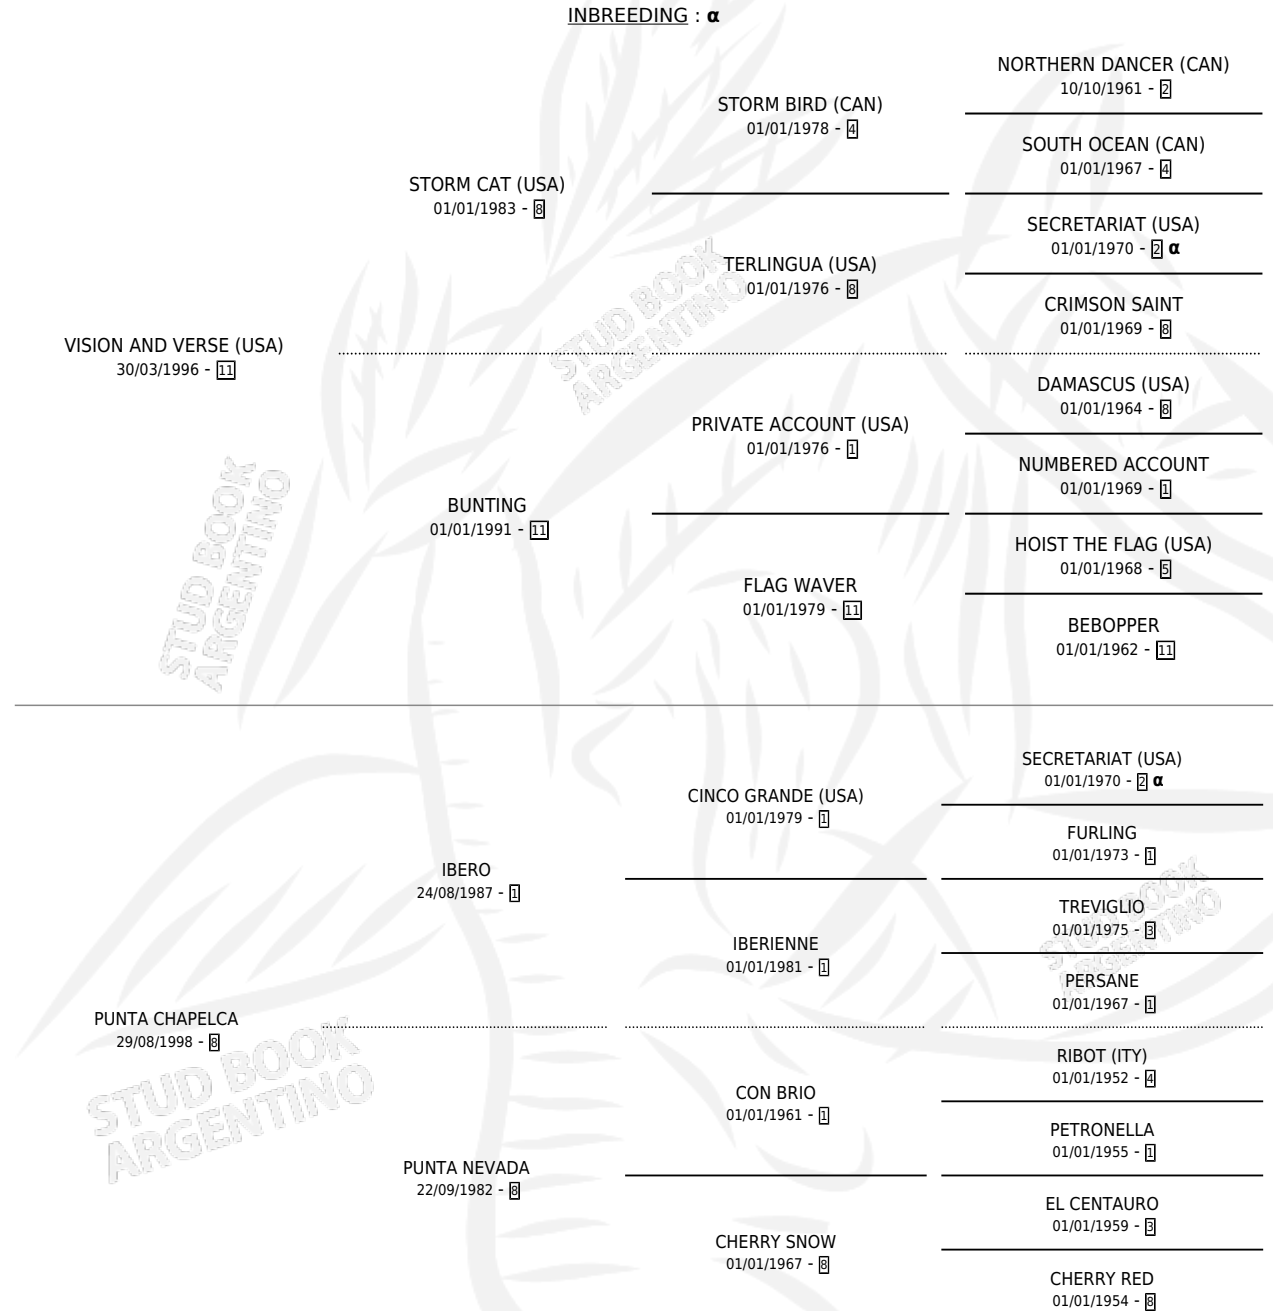 INBREEDING : α
NORTHERN DANCER (CAN)
10/10/1961 - 2
STORM BIRD (CAN)
01/01/1978 - 4
SOUTH OCEAN (CAN)
01/01/1967 - 4
STORM CAT (USA)
01/01/1983 - 8
SECRETARIAT (USA)
01/01/1970 - 2 α
TERLINGUA (USA)
01/01/1976 - 8
CRIMSON SAINT
01/01/1969 - 8
VISION AND VERSE (USA)
30/03/1996 - 11
DAMASCUS (USA)
01/01/1964 - 8
PRIVATE ACCOUNT (USA)
01/01/1976 - 1
NUMBERED ACCOUNT
01/01/1969 - 1
BUNTING
01/01/1991 - 11
HOIST THE FLAG (USA)
01/01/1968 - 5
FLAG WAVER
01/01/1979 - 11
BEBOPPER
01/01/1962 - 11
SECRETARIAT (USA)
01/01/1970 - 2 α
CINCO GRANDE (USA)
01/01/1979 - 1
FURLING
01/01/1973 - 1
IBERO
24/08/1987 - 1
TREVIGLIO
01/01/1975 - 3
IBERIENNE
01/01/1981 - 1
PERSANE
01/01/1967 - 1
PUNTA CHAPELCA
29/08/1998 - 8
RIBOT (ITY)
01/01/1952 - 4
CON BRIO
01/01/1961 - 1
PETRONELLA
01/01/1955 - 1
PUNTA NEVADA
22/09/1982 - 8
EL CENTAURO
01/01/1959 - 3
CHERRY SNOW
01/01/1967 - 8
CHERRY RED
01/01/1954 - 8
STUD BOOK
ARGENTINO
STUD BOOK
ARGENTINO
STUD BOOK
ARGENTINO
STUD BOOK
ARGENTINO